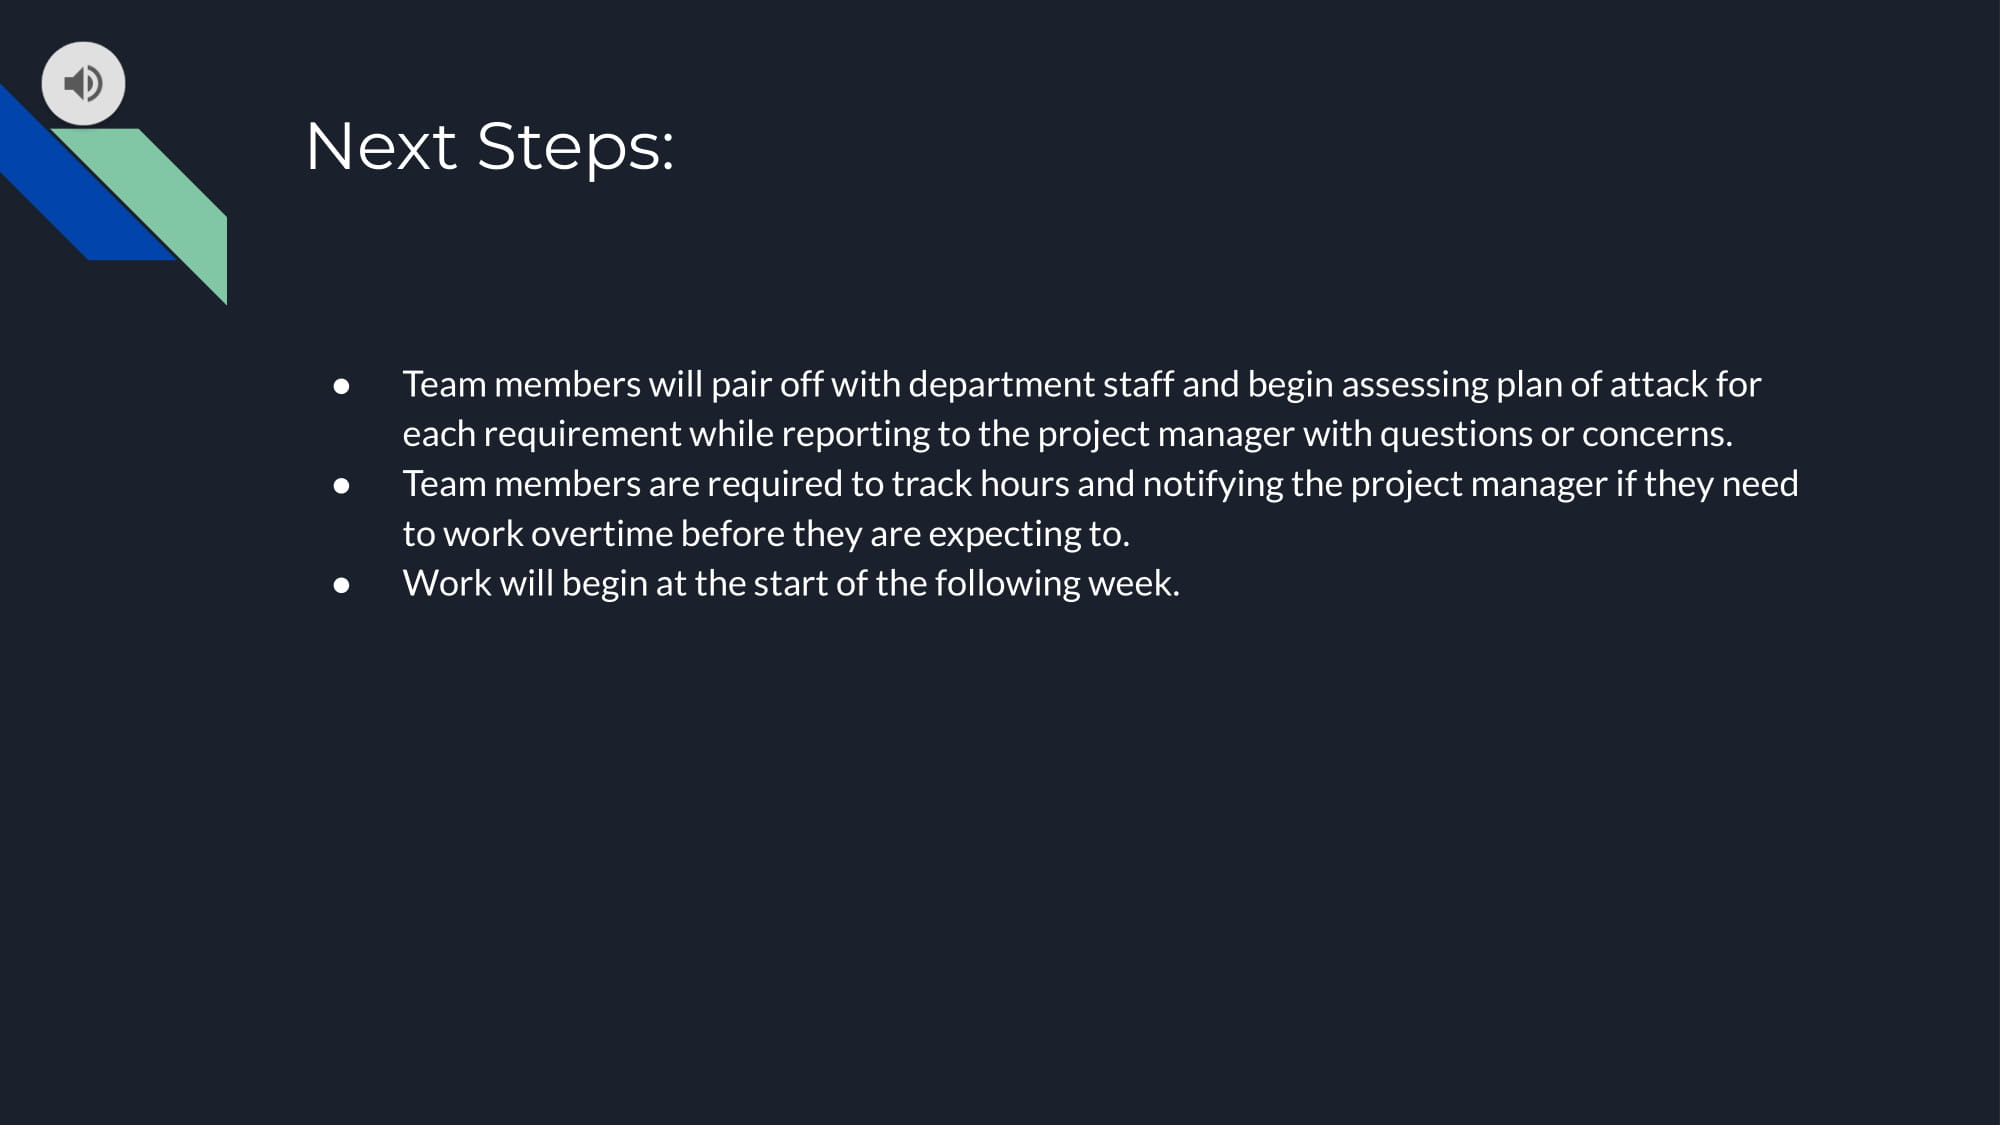 Next Steps:
● Team members will pair off with department staff and begin assessing plan of attack for
each requirement while reporting to the project manager with questions or concerns.
● Team members are required to track hours and notifying the project manager if they need
to work overtime before they are expecting to.
● Work will begin at the start of the following week.